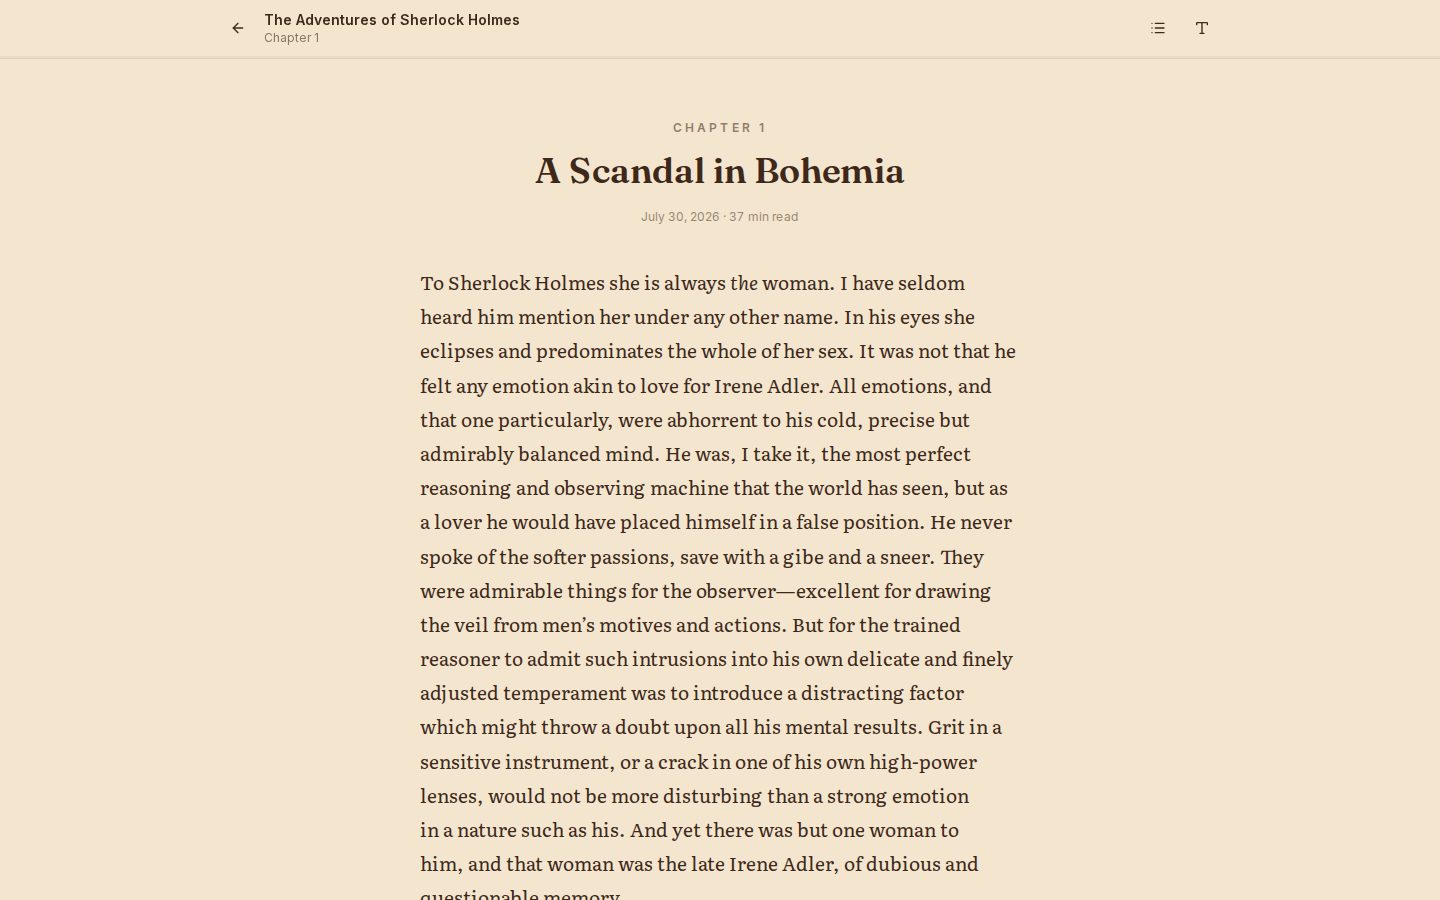 The Adventures of Sherlock Holmes
Chapter 1
CHAPTER 1
A Scandal in Bohemia
July 30, 2026 · 37 min read
To Sherlock Holmes she is always the woman. I have seldom
heard him mention her under any other name. In his eyes she
eclipses and predominates the whole of her sex. It was not that he
felt any emotion akin to love for Irene Adler. All emotions, and
that one particularly, were abhorrent to his cold, precise but
admirably balanced mind. He was, I take it, the most perfect
reasoning and observing machine that the world has seen, but as
a lover he would have placed himself in a false position. He never
spoke of the softer passions, save with a gibe and a sneer. They
were admirable things for the observer—excellent for drawing
the veil from men’s motives and actions. But for the trained
reasoner to admit such intrusions into his own delicate and finely
adjusted temperament was to introduce a distracting factor
which might throw a doubt upon all his mental results. Grit in a
sensitive instrument, or a crack in one of his own high-power
lenses, would not be more disturbing than a strong emotion
in a nature such as his. And yet there was but one woman to
him, and that woman was the late Irene Adler, of dubious and
questionable memory.